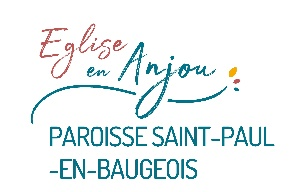 Eglise
en Anjou
PAROISSE SAINT-PAUL
-EN-BAUGEOIS